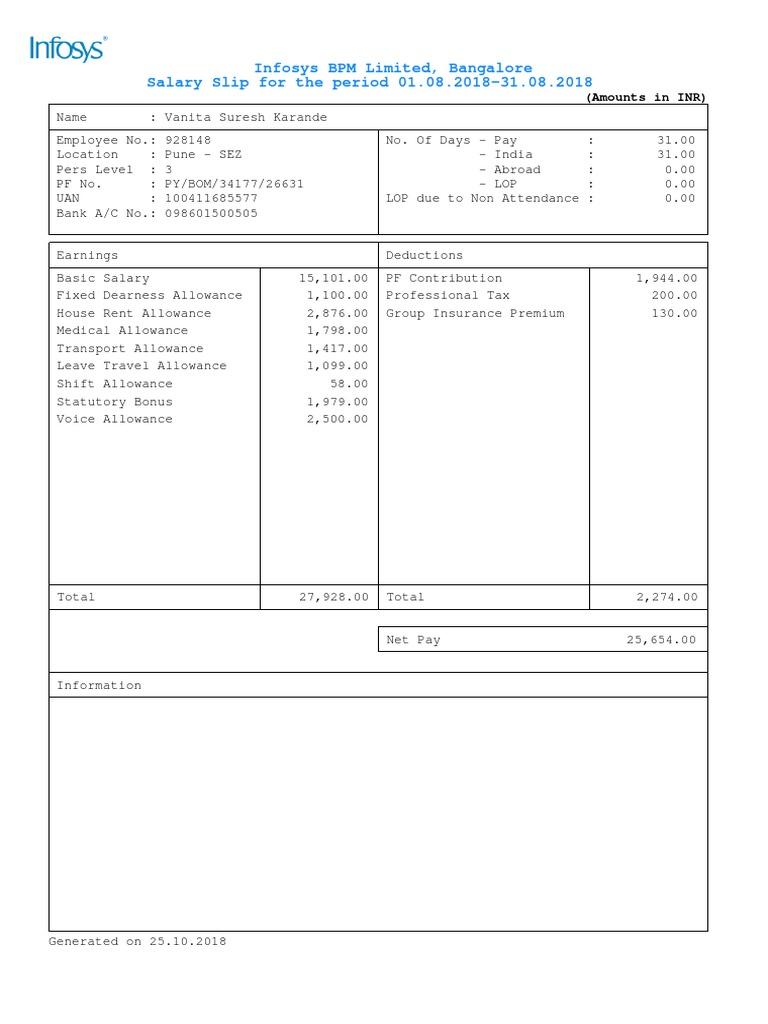 Infosys®
Infosys BPM Limited, Bangalore
Salary Slip for the period 01.08.2018-31.08.2018
(Amounts in INR)
Name : Vanita Suresh Karande
Employee No.: 928148 No. Of Days - Pay : 31.00
Location : Pune - SEZ - India : 31.00
Pers Level : 3 - Abroad : 0.00
PF No. : PY/BOM/34177/26631 - LOP : 0.00
UAN : 100411685577 LOP due to Non Attendance : 0.00
Bank A/C No.: 098601500505
Earnings Deductions
Basic Salary 15,101.00 PF Contribution 1,944.00
Fixed Dearness Allowance 1,100.00 Professional Tax 200.00
House Rent Allowance 2,876.00 Group Insurance Premium 130.00
Medical Allowance 1,798.00
Transport Allowance 1,417.00
Leave Travel Allowance 1,099.00
Shift Allowance 58.00
Statutory Bonus 1,979.00
Voice Allowance 2,500.00
Total 27,928.00 Total 2,274.00
Net Pay 25,654.00
Information
Generated on 25.10.2018